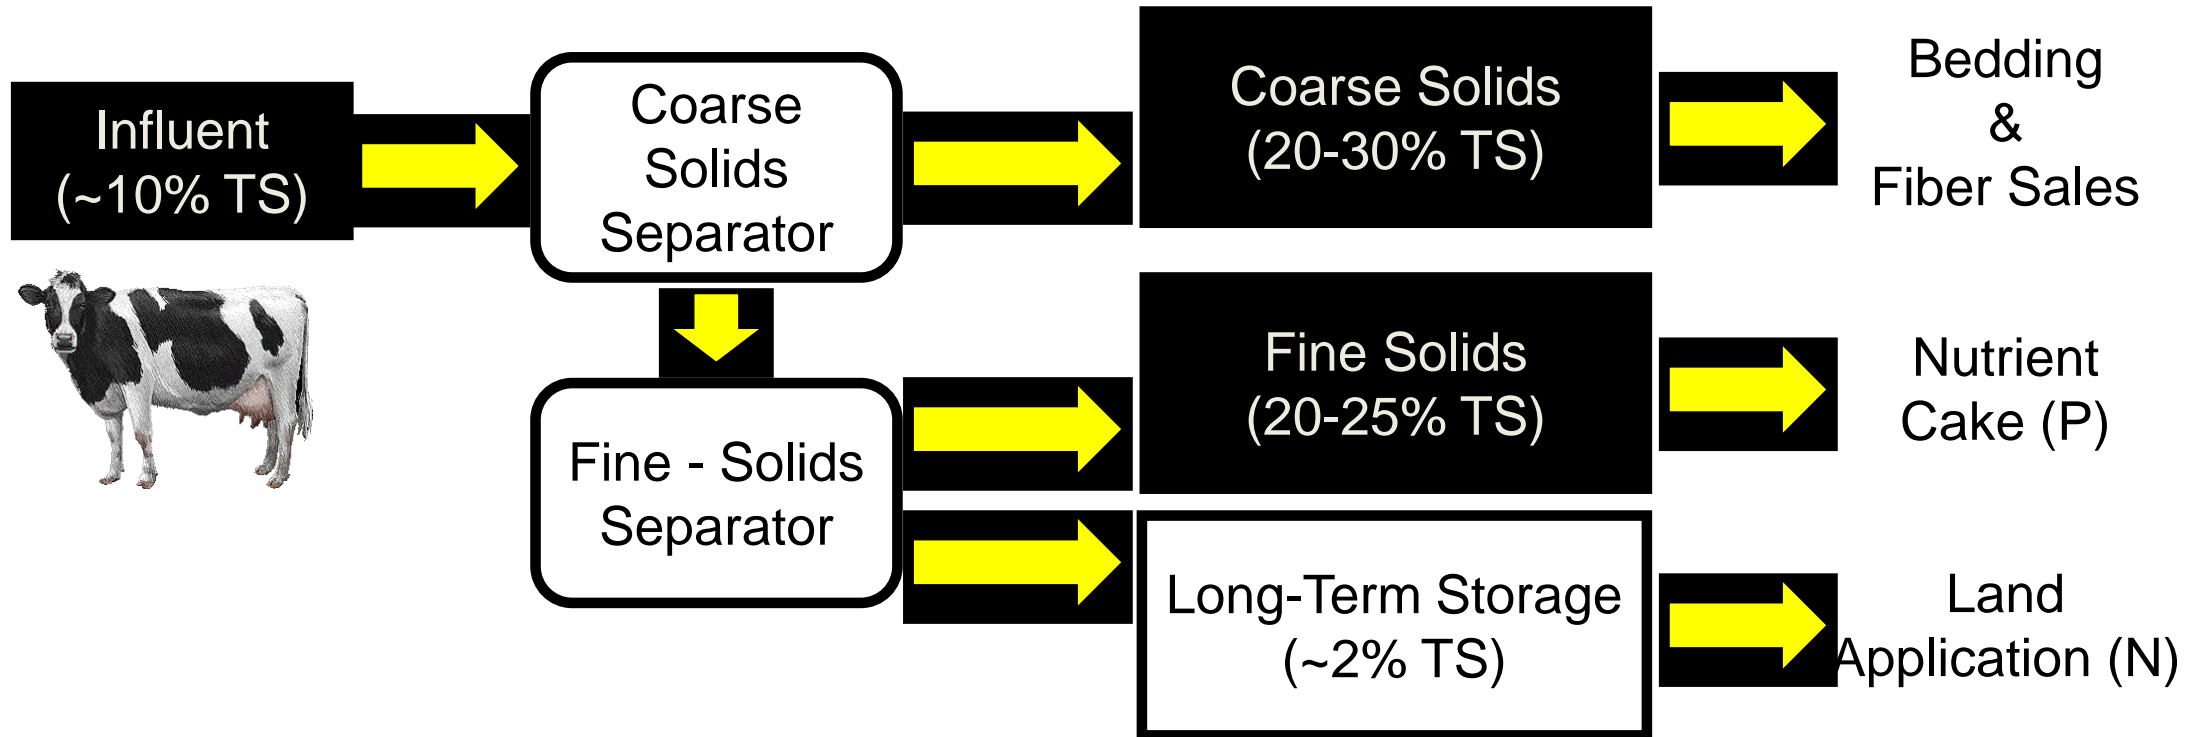 Influent
(~10% TS)
Coarse
Solids
Separator
Coarse Solids
(20-30% TS)
Bedding
&
Fiber Sales
Fine - Solids
Separator
Fine Solids
(20-25% TS)
Nutrient
Cake (P)
Long-Term Storage
(~2% TS)
Land
Application (N)